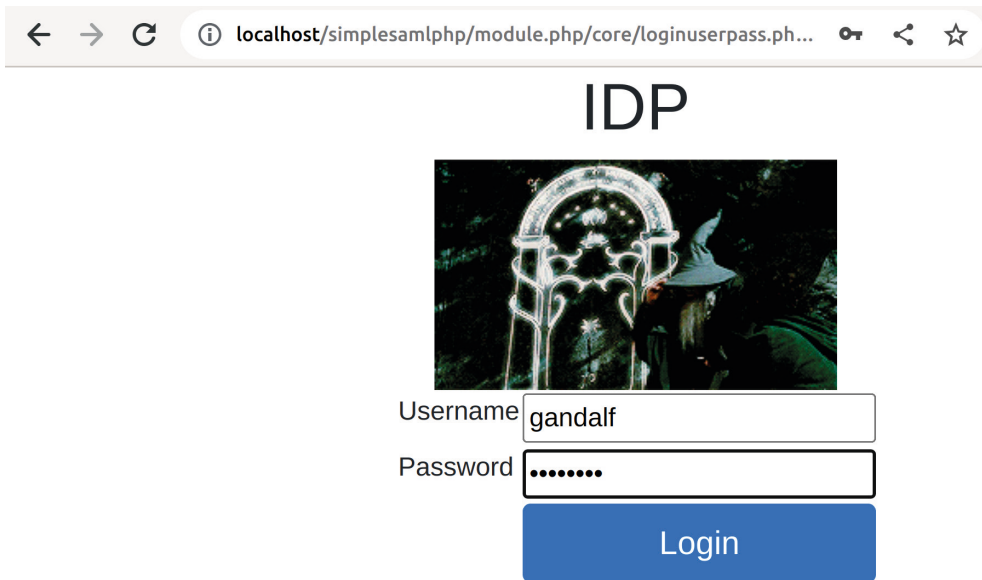 localhost/simplesamlphp/module.php/core/loginuserpass.ph...
IDP
Username gandalf
Password ••••••••
Login